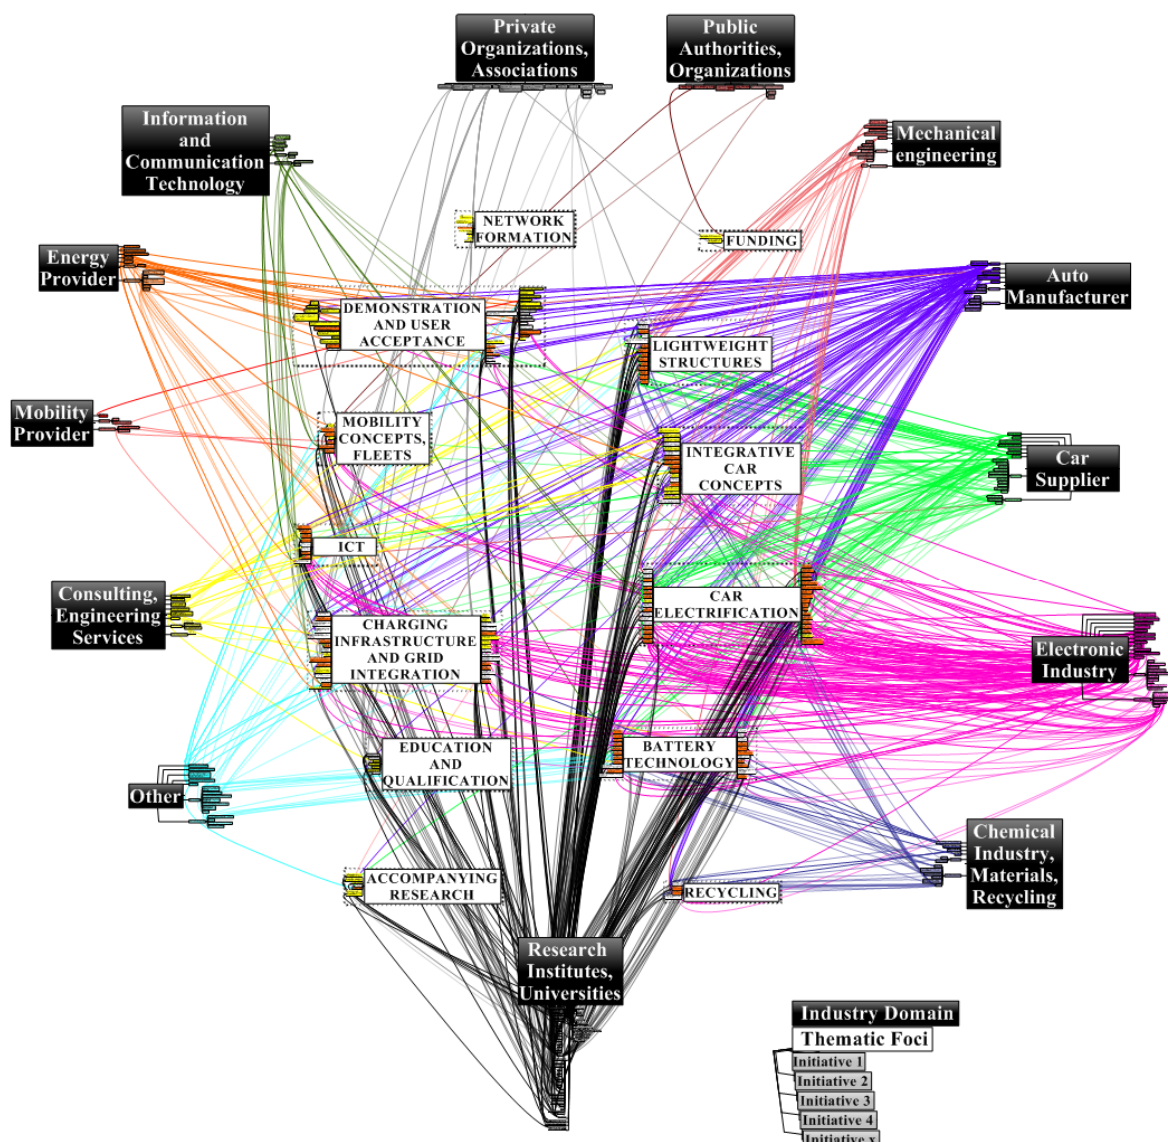 Private
Organizations,
Associations
Public
Authorities,
Organizations
Information
and
Communication
Technology
Mechanical
engineering
NETWORK
FORMATION
FUNDING
Energy
Provider
Auto
Manufacturer
DEMONSTRATION
AND USER
ACCEPTANCE
LIGHTWEIGHT
STRUCTURES
Mobility
Provider
MOBILITY
CONCEPTS,
FLEETS
INTEGRATIVE
CAR
CONCEPTS
Car
Supplier
ICT
Consulting,
Engineering
Services
CAR
ELECTRIFICATION
CHARGING
INFRASTRUCTURE
AND GRID
INTEGRATION
Electronic
Industry
EDUCATION
AND
QUALIFICATION
BATTERY
TECHNOLOGY
Other
Chemical
Industry,
Materials,
Recycling
ACCOMPANYING
RESEARCH
RECYCLING
Research
Institutes,
Universities
Industry Domain
Thematic Foci
Initiative 1
Initiative 2
Initiative 3
Initiative 4
Initiative x